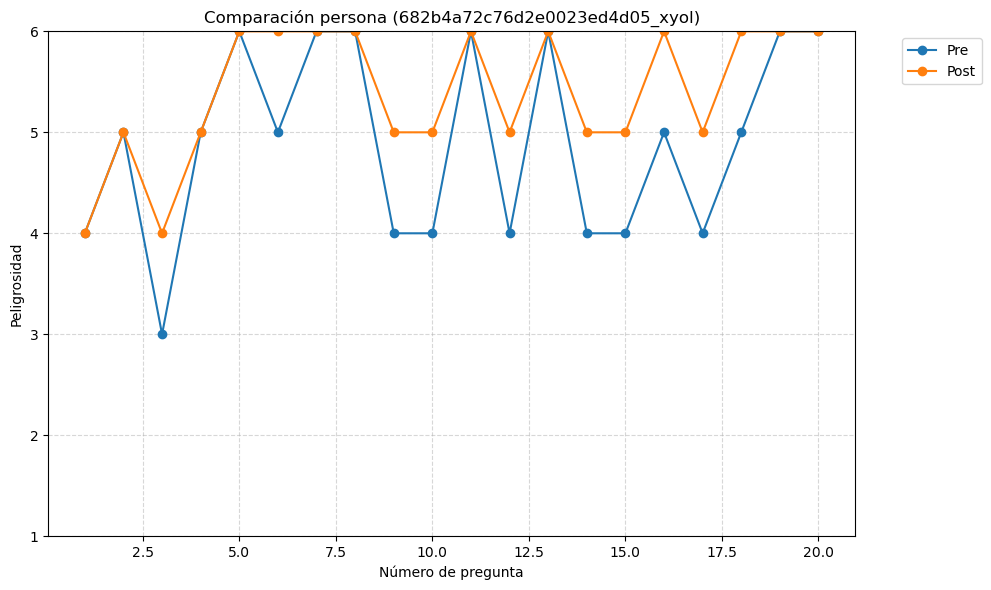 Comparación persona (682b4a72c76d2e0023ed4d05_xyol)
Pre
Post
Peligrosidad
6
5
4
3
2
1
2.5
5.0
7.5
10.0
12.5
15.0
17.5
20.0
Número de pregunta